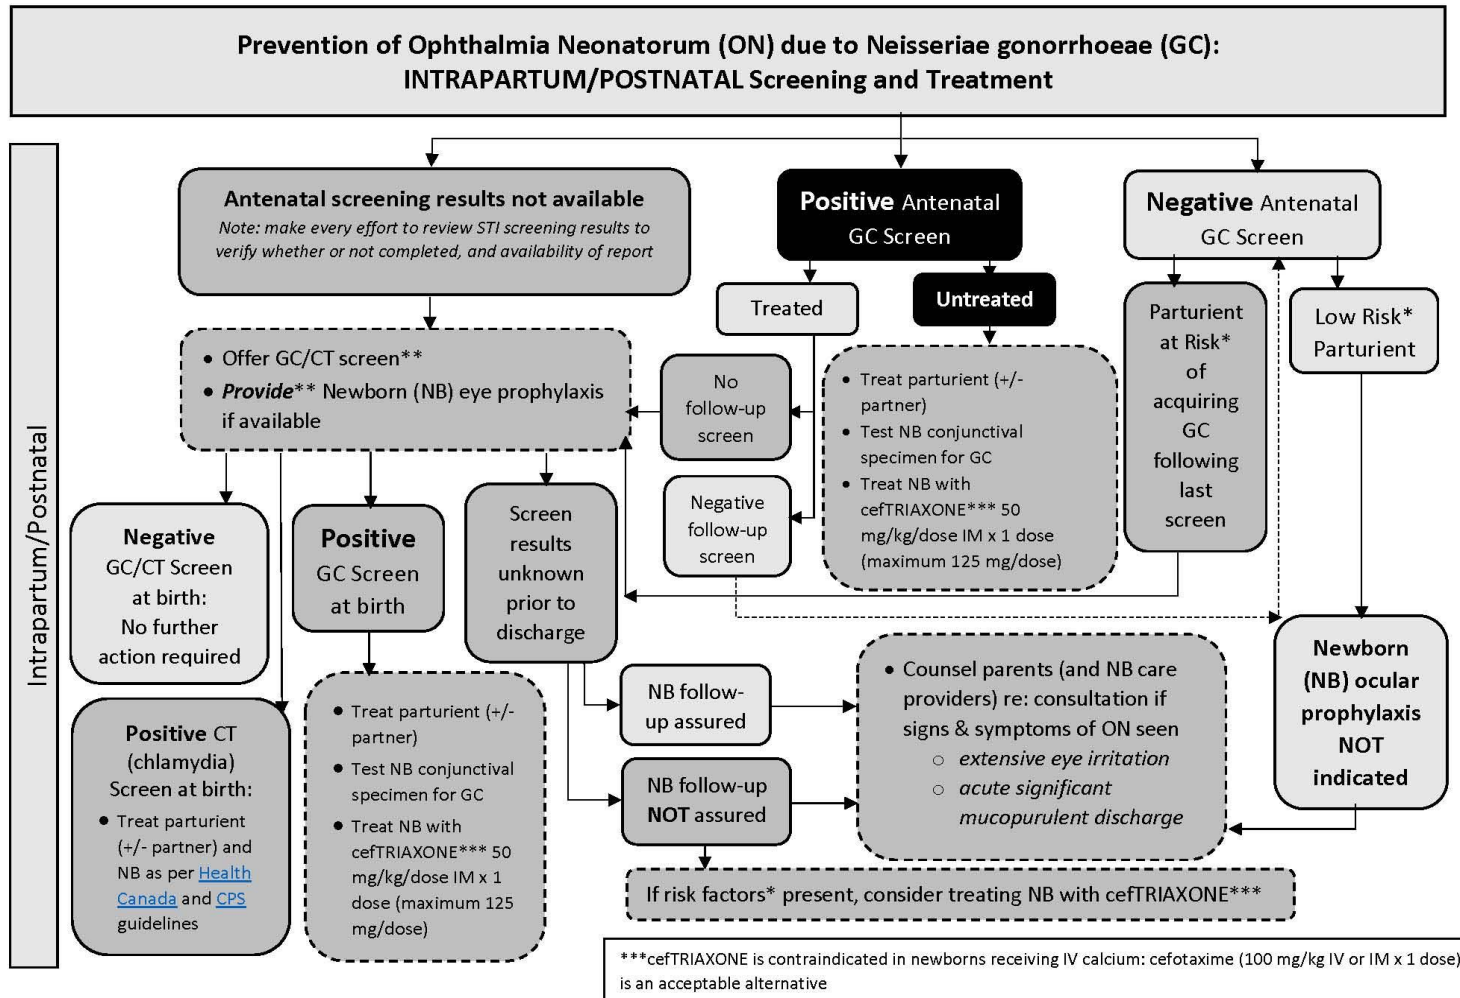 Prevention of Ophthalmia Neonatorum (ON) due to Neisseriae gonorrhoeae (GC):
INTRAPARTUM/POSTNATAL Screening and Treatment
Intrapartum/Postnatal
Antenatal screening results not available
Note: make every effort to review STI screening results to
verify whether or not completed, and availability of report
Positive Antenatal
GC Screen
Negative Antenatal
GC Screen
Treated
Untreated
Parturient
at Risk*
of
acquiring
GC
following
last
screen
Low Risk*
Parturient
• Offer GC/CT screen**
• Provide** Newborn (NB) eye prophylaxis
if available
No
follow-up
screen
Negative
follow-up
screen
• Treat parturient (+/-
partner)
• Test NB conjunctival
specimen for GC
• Treat NB with
cefTRIAXONE*** 50
mg/kg/dose IM x 1 dose
(maximum 125 mg/dose)
Negative
GC/CT Screen
at birth:
No further
action required
Positive
GC Screen
at birth
Screen
results
unknown
prior to
discharge
Positive CT
(chlamydia)
Screen at birth:
• Treat parturient
(+/- partner) and
NB as per Health
Canada and CPS
guidelines
• Treat parturient (+/-
partner)
• Test NB conjunctival
specimen for GC
• Treat NB with
cefTRIAXONE*** 50
mg/kg/dose IM x 1
dose (maximum 125
mg/dose)
NB follow-
up assured
NB follow-up
NOT assured
• Counsel parents (and NB care
providers) re: consultation if
signs & symptoms of ON seen
o extensive eye irritation
o acute significant
mucopurulent discharge
Newborn
(NB) ocular
prophylaxis
NOT
indicated
If risk factors* present, consider treating NB with cefTRIAXONE***
***cefTRIAXONE is contraindicated in newborns receiving IV calcium: cefotaxime (100 mg/kg IV or IM x 1 dose)
is an acceptable alternative